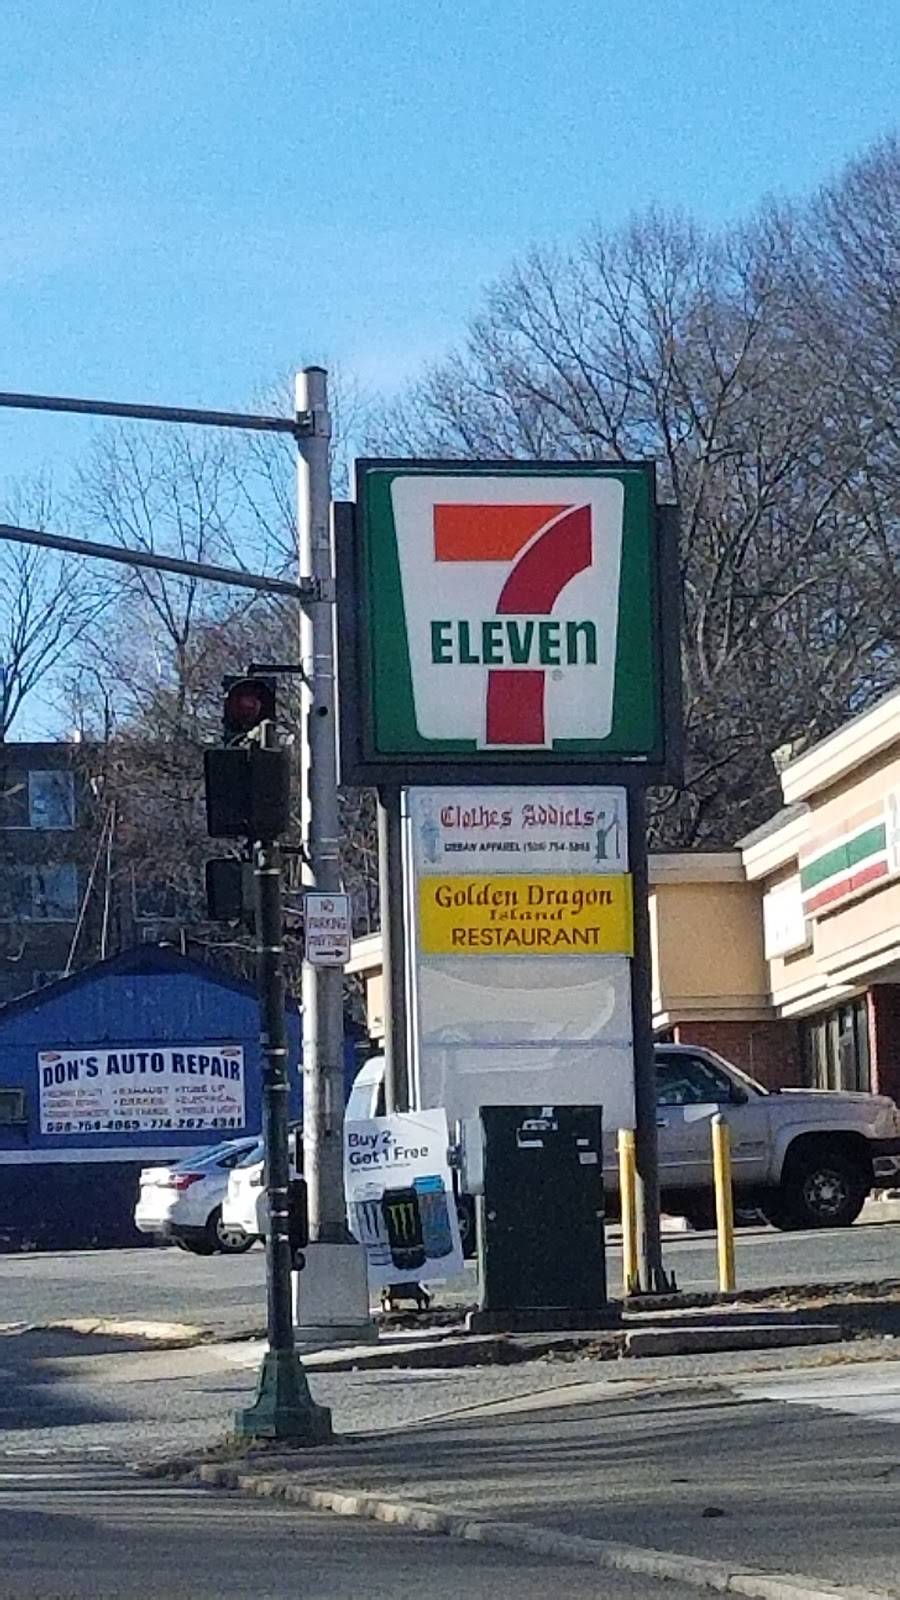 7
ELEVEn
®
Clothes Addicts
URBAN APPAREL (508) 754-
Golden Dragon
Island
RESTAURANT
NO
PARKING
ANYTIME
DON'S AUTO REPAIR
•EXHAUST •TUNE UP
•BRAKES •ELECTRICAL
508-754-4065 • 774-262-4341
Buy 2,
Get 1 Free